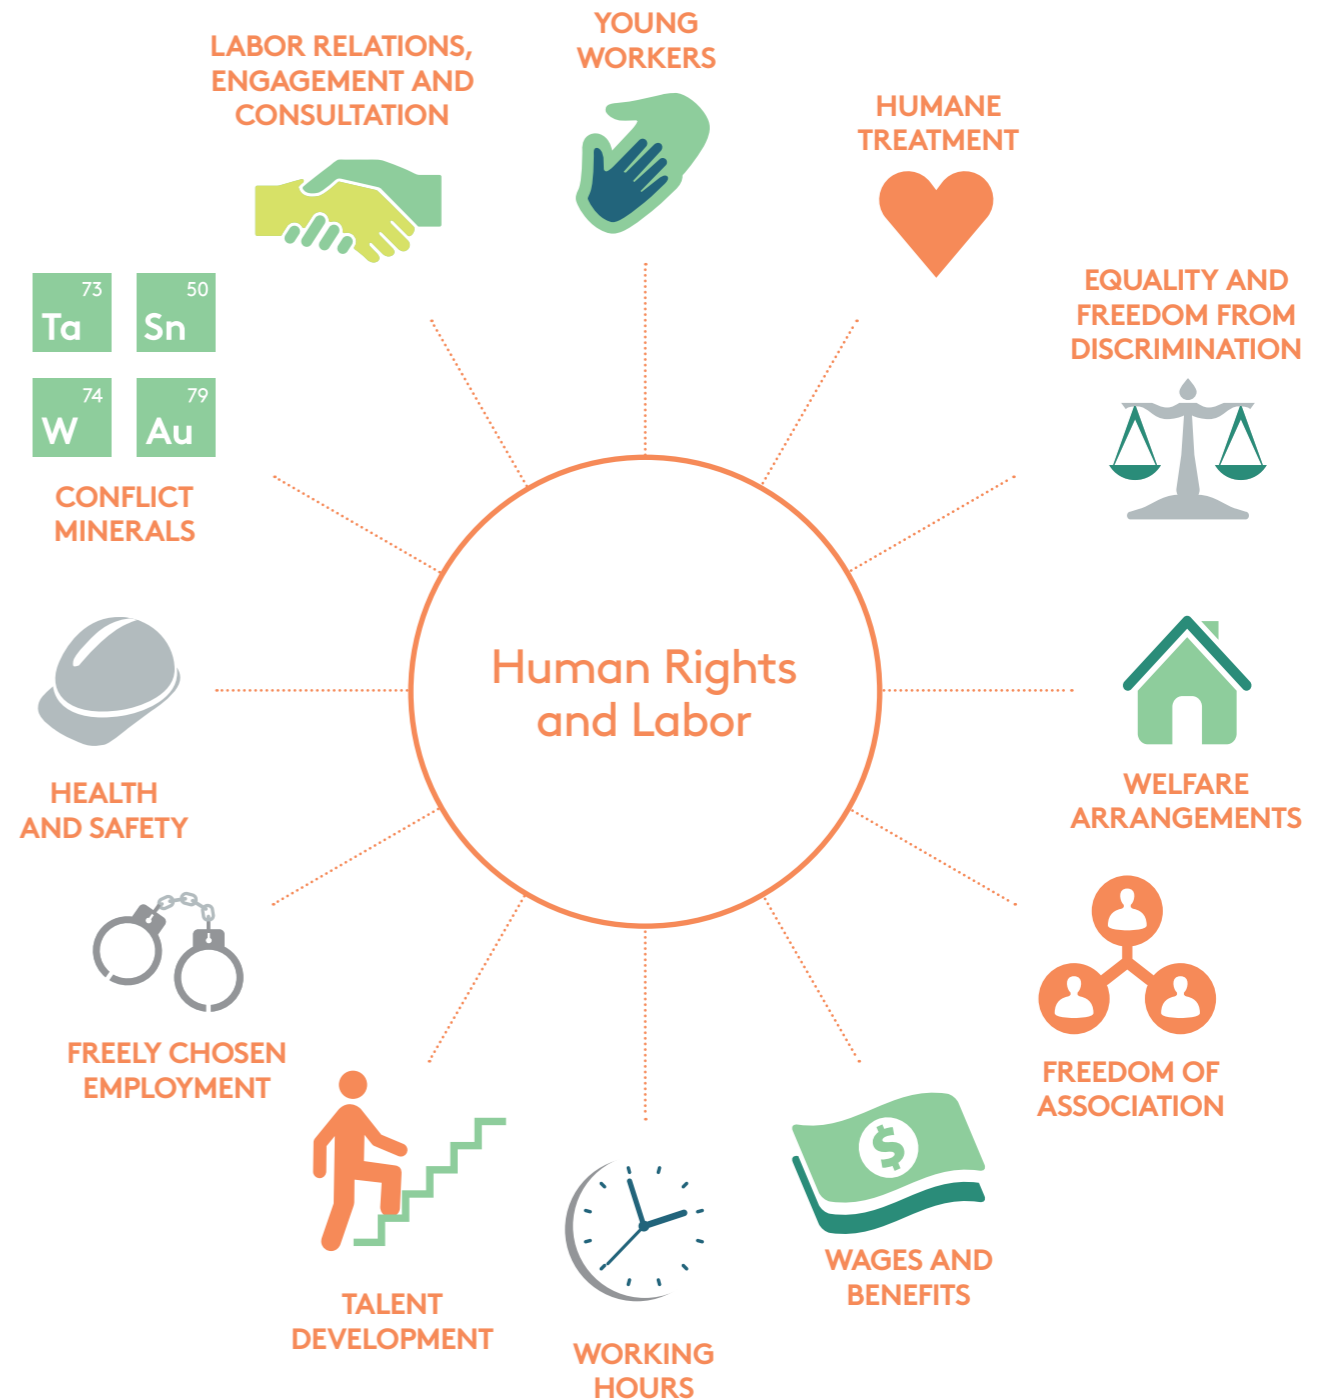 YOUNG
WORKERS
LABOR RELATIONS,
ENGAGEMENT AND
CONSULTATION
HUMANE
TREATMENT
EQUALITY AND
FREEDOM FROM
DISCRIMINATION
73
Ta
50
Sn
74
W
79
Au
CONFLICT
MINERALS
Human Rights
and Labor
HEALTH
AND SAFETY
WELFARE
ARRANGEMENTS
FREELY CHOSEN
EMPLOYMENT
FREEDOM OF
ASSOCIATION
$
WAGES AND
BENEFITS
TALENT
DEVELOPMENT
WORKING
HOURS